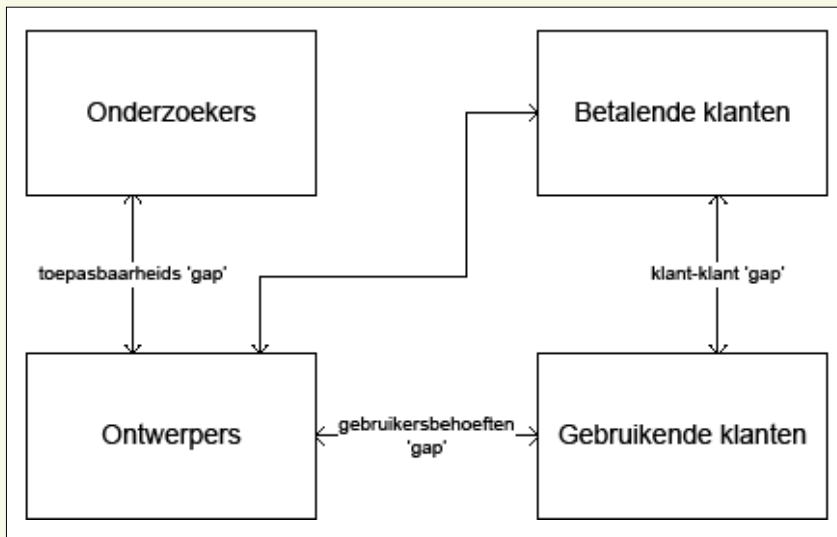 Onderzoekers
Betalende klanten
toepasbaarheids 'gap'
klant-klant 'gap'
Ontwerpers
gebruikersbehoeften
'gap'
Gebruikende klanten